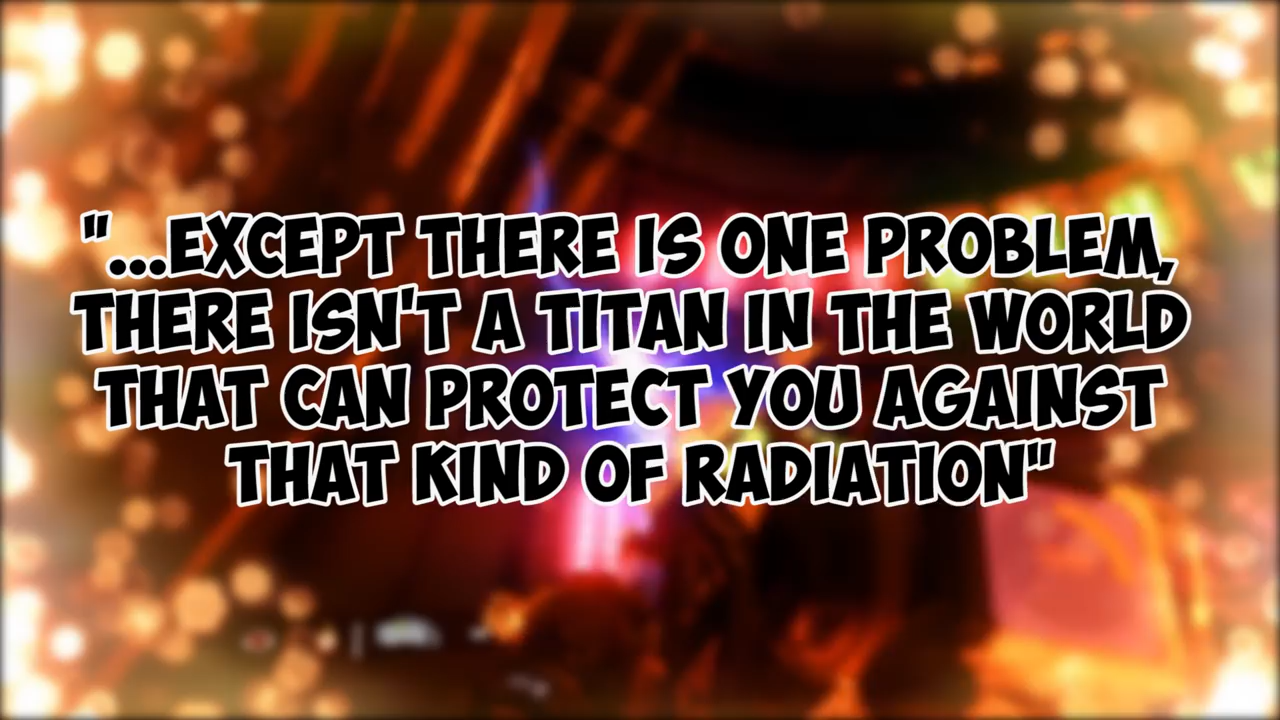 "...EXCEPT THERE IS ONE PROBLEM,
THERE ISN'T A TITAN IN THE WORLD
THAT CAN PROTECT YOU AGAINST
THAT KIND OF RADIATION"